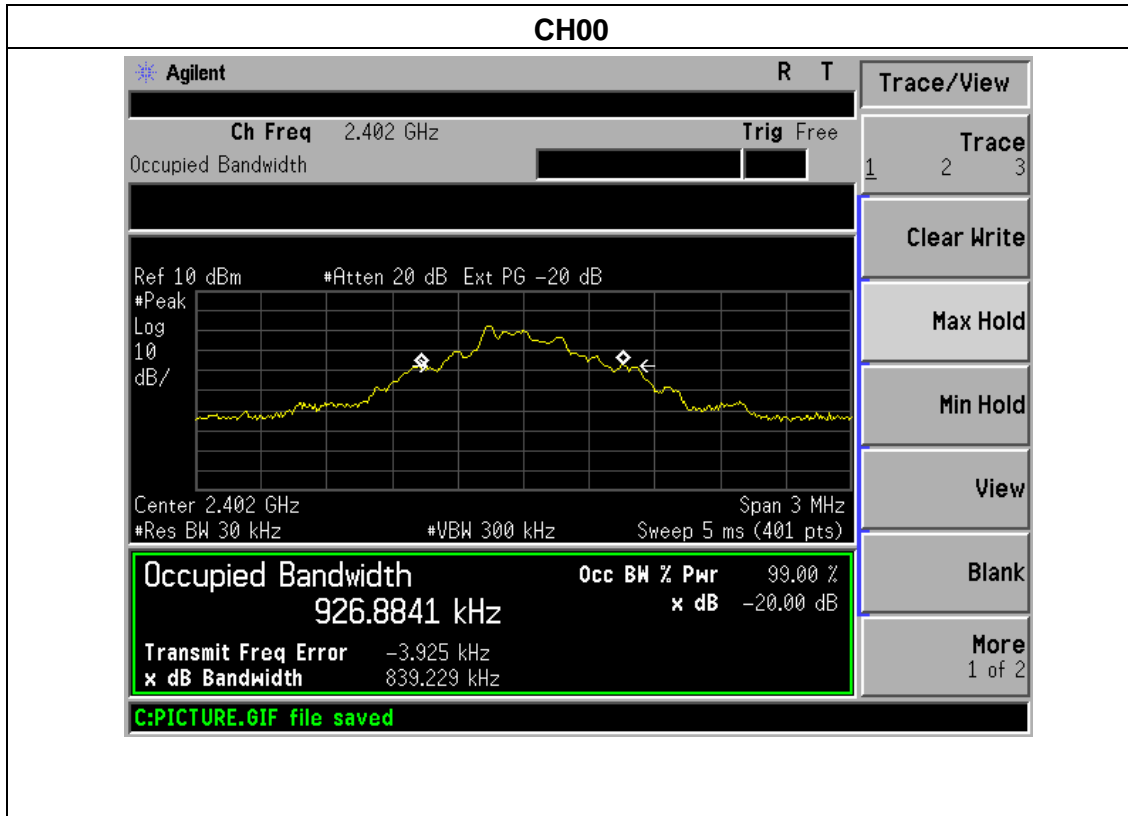 CH00
Agilent R T
Ch Freq 2.402 GHz Trig Free
Occupied Bandwidth
Ref 10 dBm #Atten 20 dB Ext PG −20 dB
#Peak
Log
10
dB/
Center 2.402 GHz Span 3 MHz
#Res BW 30 kHz #VBW 300 kHz Sweep 5 ms (401 pts)
Occupied Bandwidth Occ BW % Pwr 99.00 %
926.8841 kHz x dB −20.00 dB
Transmit Freq Error −3.925 kHz
x dB Bandwidth 839.229 kHz
C:PICTURE.GIF file saved
Trace/View
Trace
1 2 3
Clear Write
Max Hold
Min Hold
View
Blank
More
1 of 2